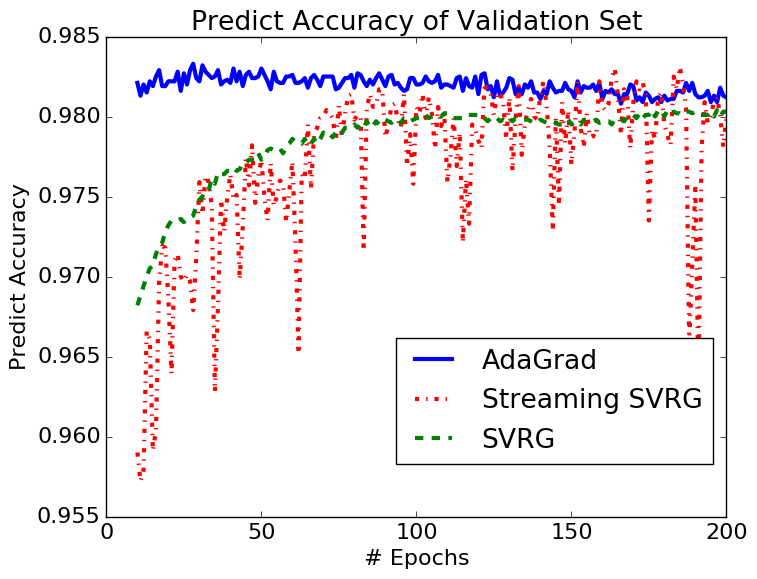 Predict Accuracy of Validation Set
0.985
0.980
0.975
0.970
0.965
0.960
0.955
Predict Accuracy
AdaGrad
Streaming SVRG
SVRG
0 50 100 150 200
# Epochs